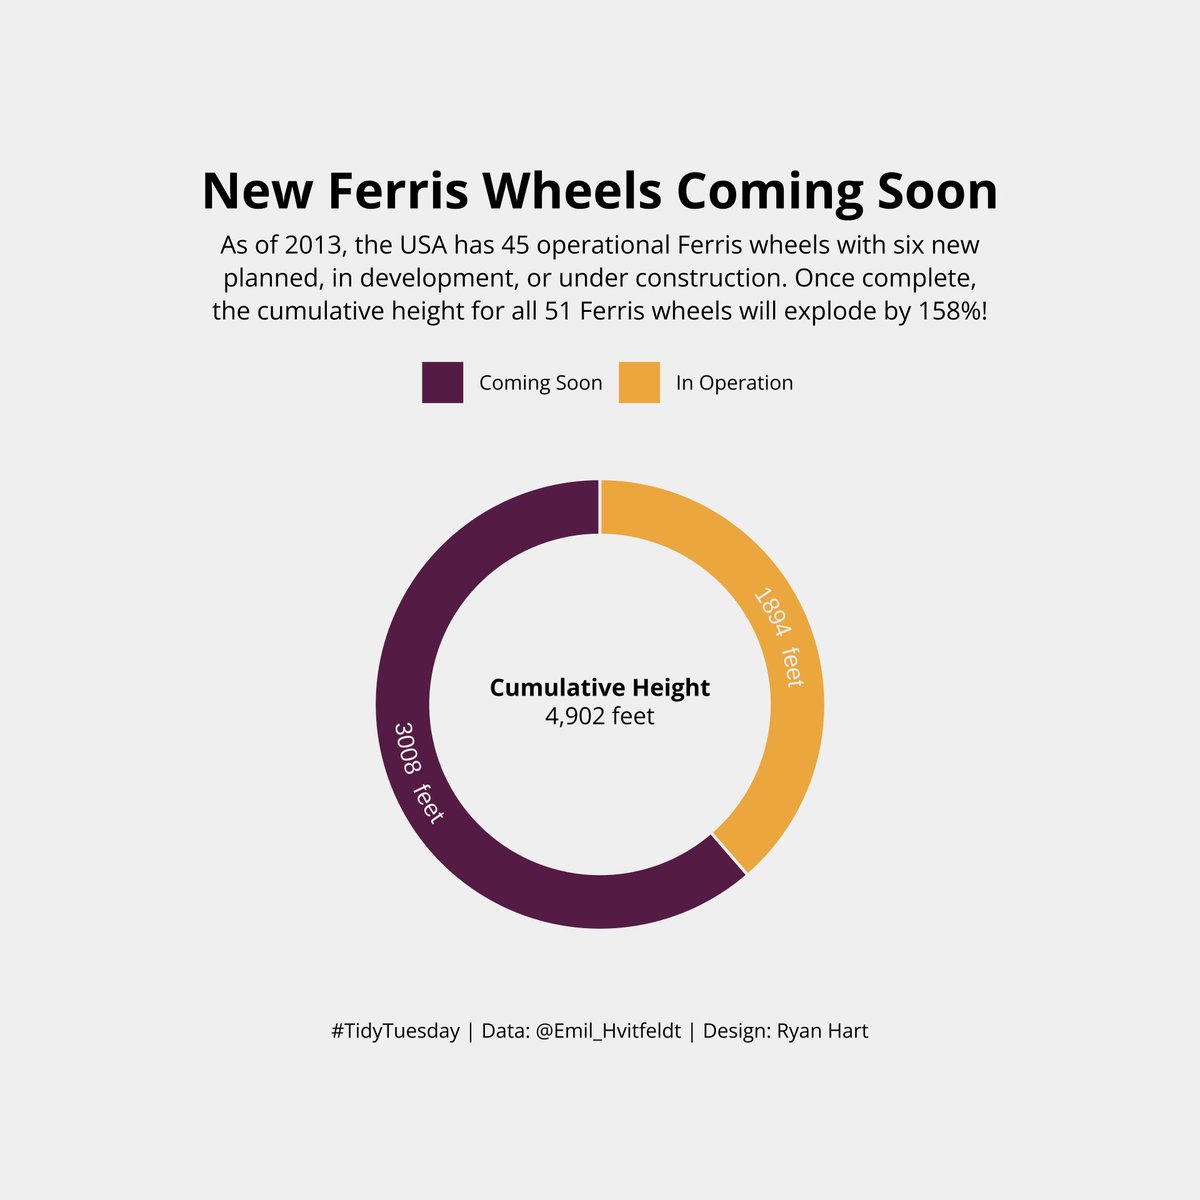 New Ferris Wheels Coming Soon
As of 2013, the USA has 45 operational Ferris wheels with six new
planned, in development, or under construction. Once complete,
the cumulative height for all 51 Ferris wheels will explode by 158%!
Coming Soon
In Operation
1894 feet
Cumulative Height
4,902 feet
3008 feet
#TidyTuesday | Data: @Emil_Hvitfeldt | Design: Ryan Hart